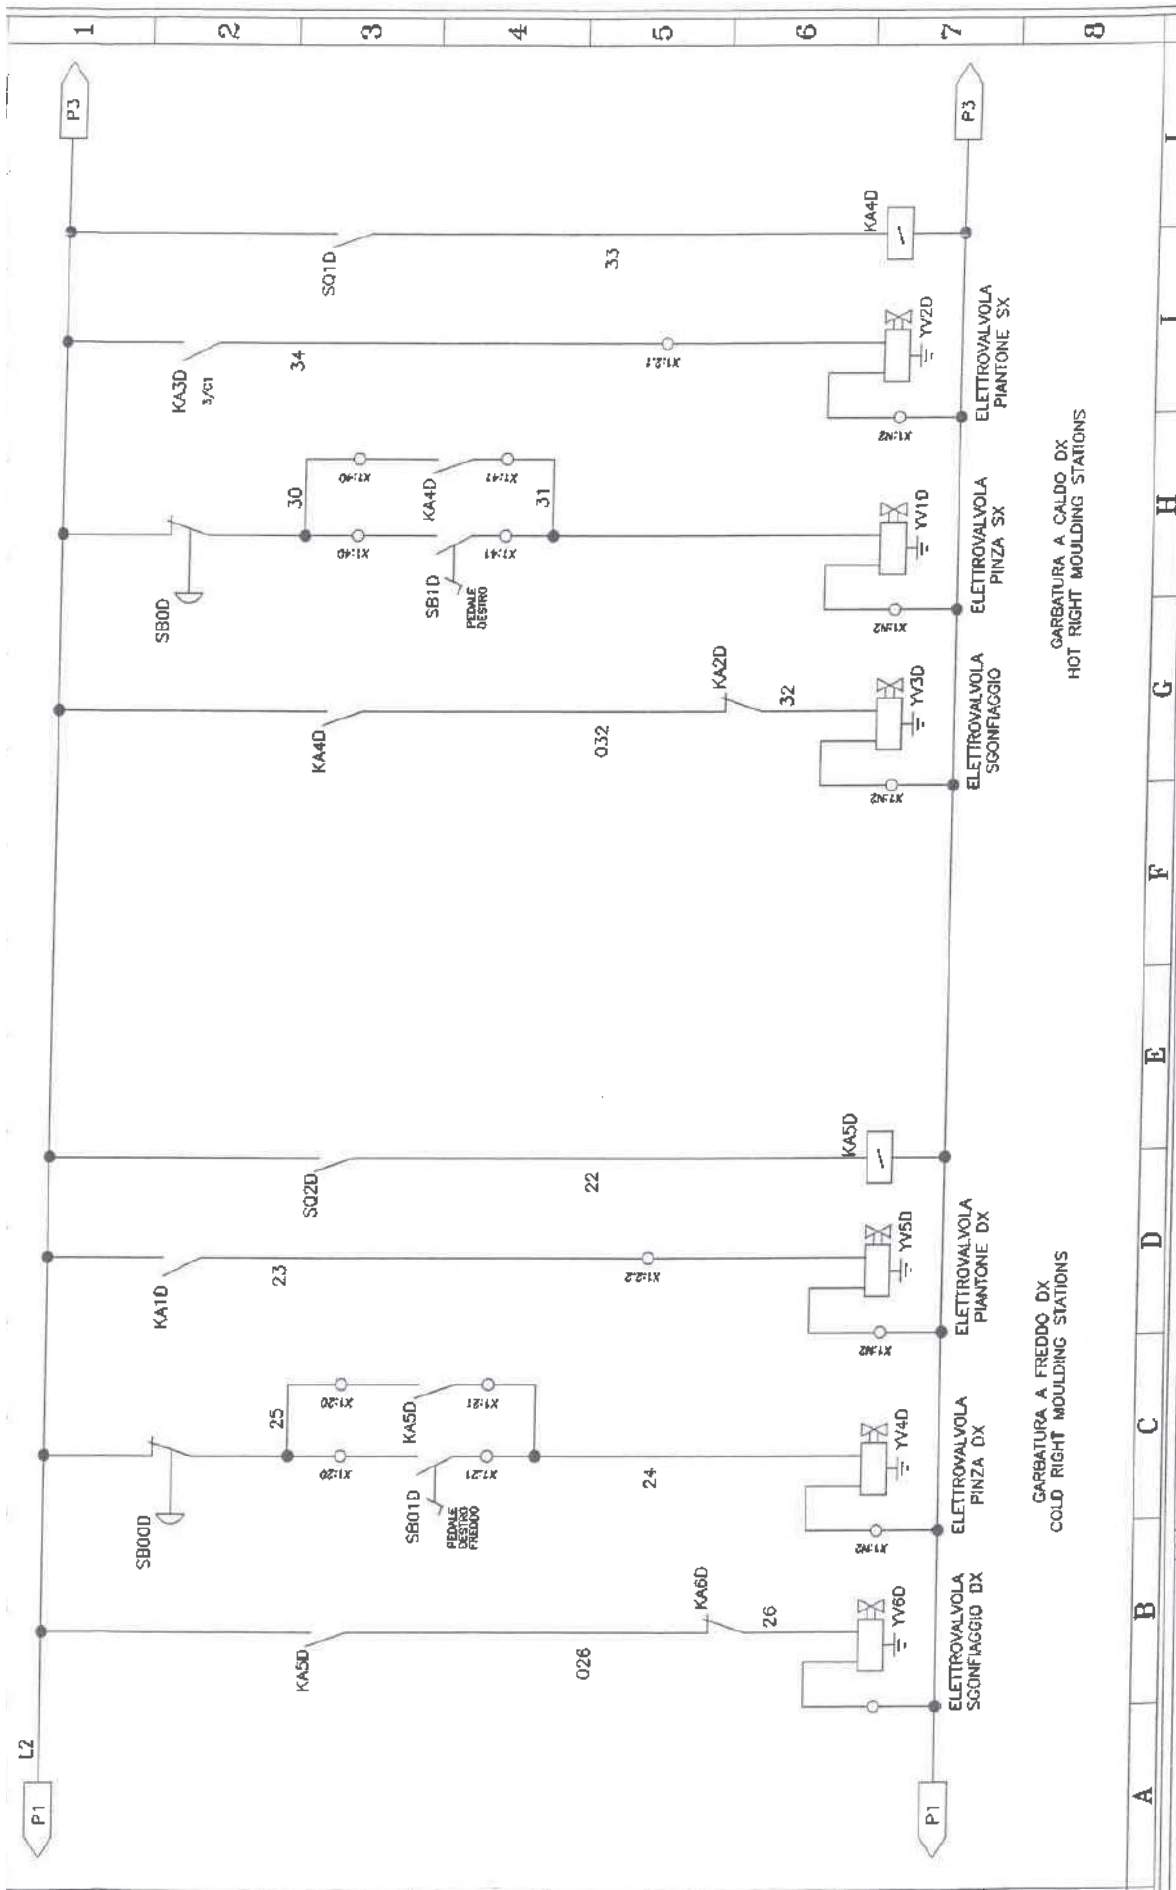 L2
P1
P3
1
2
3
4
5
6
7
8
KA5D
026
KA6D
26
YV6D
ELETTROVALVOLA
SGONFIAGGIO DX
SB00D
25
X1:20
X1:20
SB01D
PEDALE
DESTRO
FREDDO
KA5D
X1:21
X1:21
24
X1:N2
YV4D
ELETTROVALVOLA
PINZA DX
KA1D
23
X1:2.2
X1:N2
YV5D
ELETTROVALVOLA
PIANTONE DX
SQ2D
22
KA5D
GARBATURA A FREDDO DX
COLD RIGHT MOULDING STATIONS
KA4D
032
KA2D
32
X1:N2
YV3D
ELETTROVALVOLA
SGONFIAGGIO
SB0D
30
X1:40
X1:40
SB1D
PEDALE
DESTRO
KA4D
X1:41
X1:41
31
X1:N2
YV1D
ELETTROVALVOLA
PINZA SX
KA3D
34
X1:2.1
X1:N2
YV2D
ELETTROVALVOLA
PIANTONE SX
SQ1D
33
KA4D
GARBATURA A CALDO DX
HOT RIGHT MOULDING STATIONS
P1
P3
A
B
C
D
E
F
G
H